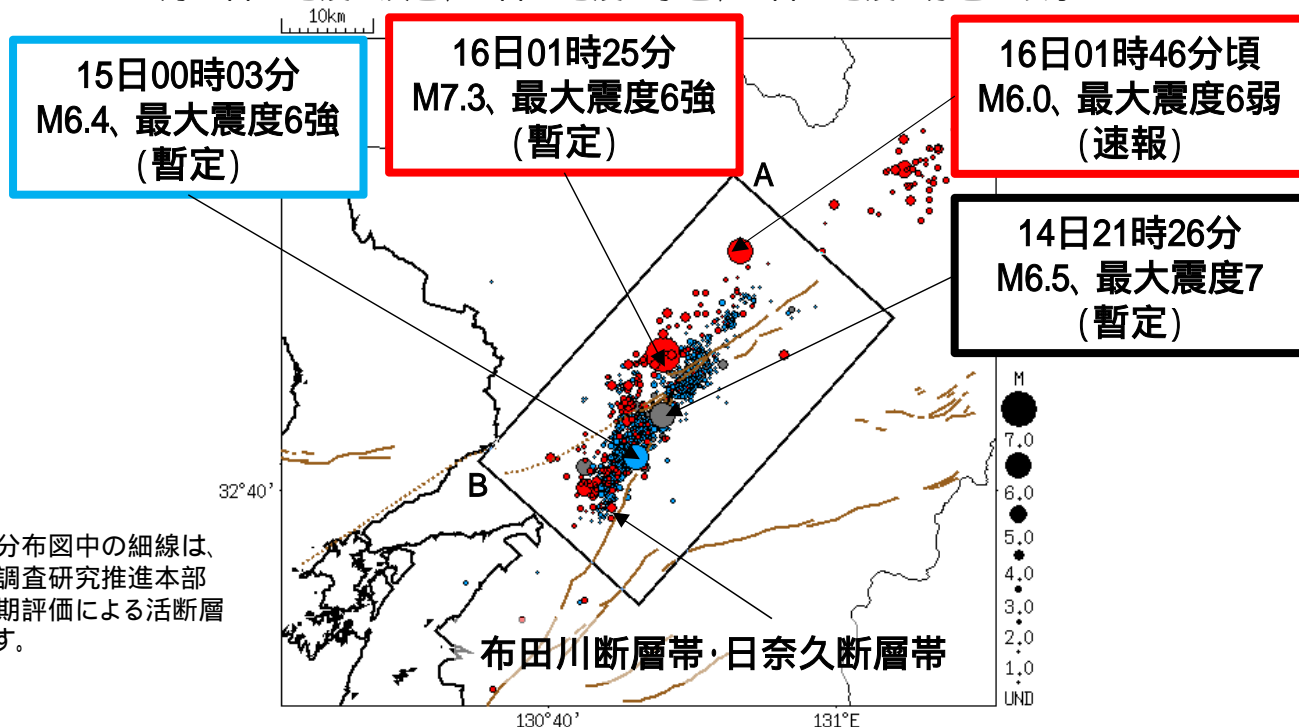 10km
15日00時03分
M6.4、最大震度6強
(暫定)
16日01時25分
M7.3、最大震度6強
(暫定)
16日01時46分頃
M6.0、最大震度6弱
(速報)
A
14日21時26分
M6.5、最大震度7
(暫定)
M
7.0
6.0
5.0
4.0
3.0
2.0
1.0
UND
B
32°40'
分布図中の細線は、
調査研究推進本部
期評価による活断層
す。
布田川断層帯・日奈久断層帯
130°40'
131°E